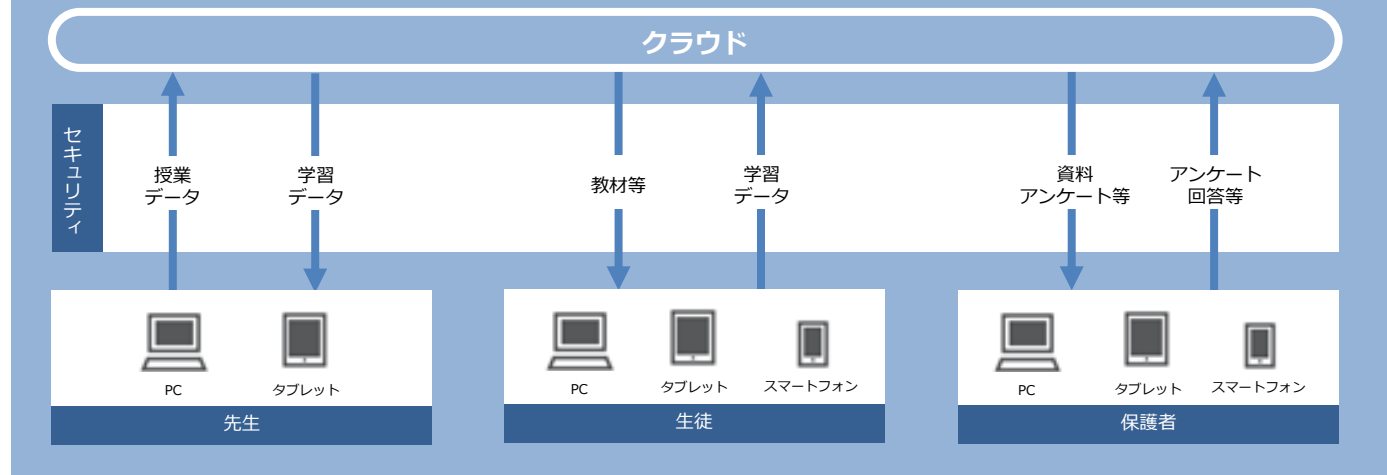 クラウド
セキュリティ
授業
データ
学習
データ
教材等
学習
データ
資料
アンケート等
アンケート
回答等
PC
タブレット
先生
PC
タブレット
スマートフォン
生徒
PC
タブレット
スマートフォン
保護者